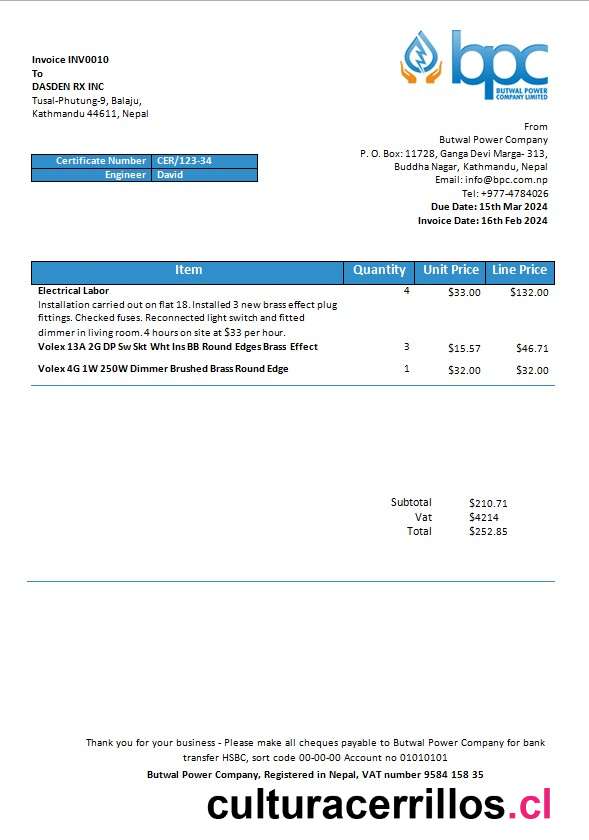 Invoice INV0010
To
DASDEN RX INC
Tusal-Phutung-9, Balaju,
Kathmandu 44611, Nepal
bpc
BUTWAL POWER
COMPANY LIMITED
From
Butwal Power Company
P. O. Box: 11728, Ganga Devi Marga- 313,
Buddha Nagar, Kathmandu, Nepal
Email: info@bpc.com.np
Tel: +977-4784026
Due Date: 15th Mar 2024
Invoice Date: 16th Feb 2024
Certificate Number CER/123-34
Engineer David
Item Quantity Unit Price Line Price
Electrical Labor 4 $33.00 $132.00
Installation carried out on flat 18. Installed 3 new brass effect plug
fittings. Checked fuses. Reconnected light switch and fitted
dimmer in living room. 4 hours on site at $33 per hour.
Volex 13A 2G DP Sw Skt Wht Ins BB Round Edges Brass Effect 3 $15.57 $46.71
Volex 4G 1W 250W Dimmer Brushed Brass Round Edge 1 $32.00 $32.00
Subtotal $210.71
Vat $4214
Total $252.85
Thank you for your business - Please make all cheques payable to Butwal Power Company for bank
transfer HSBC, sort code 00-00-00 Account no 01010101
Butwal Power Company, Registered in Nepal, VAT number 9584 158 35
culturacerrillos.cl